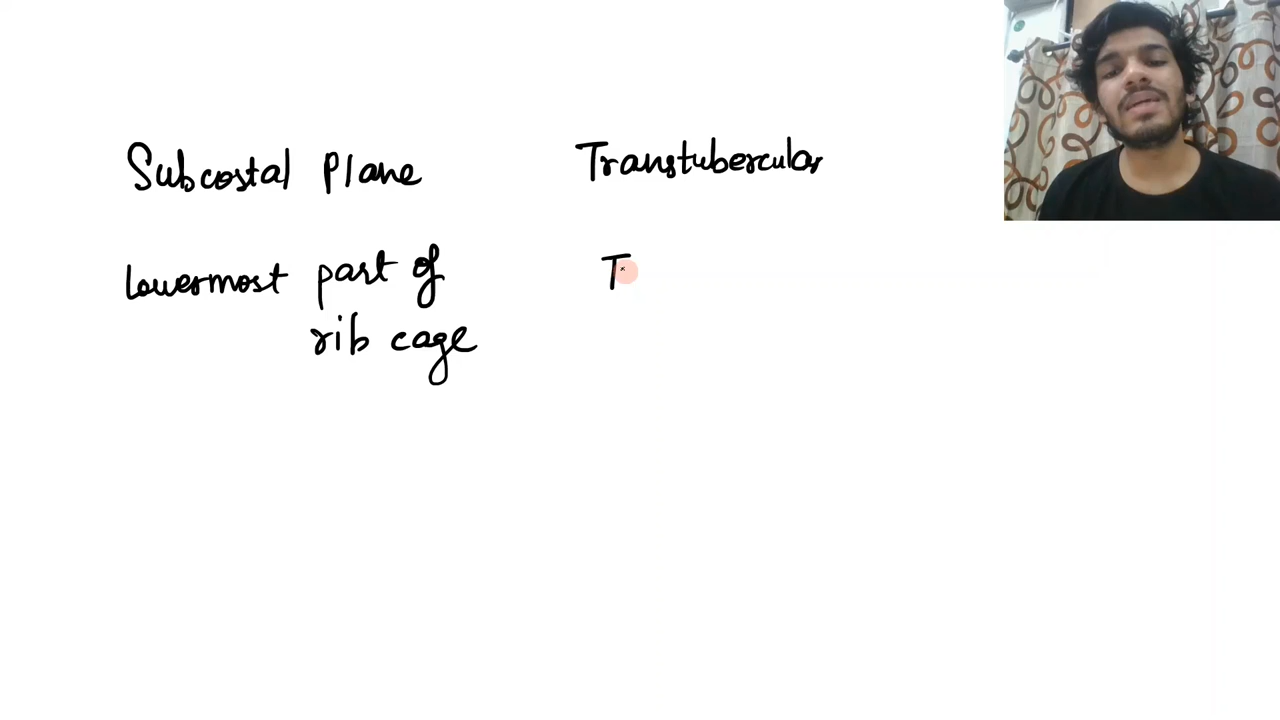 Subcostal Plane
Transtubercular
lowermost part of
rib cage
T